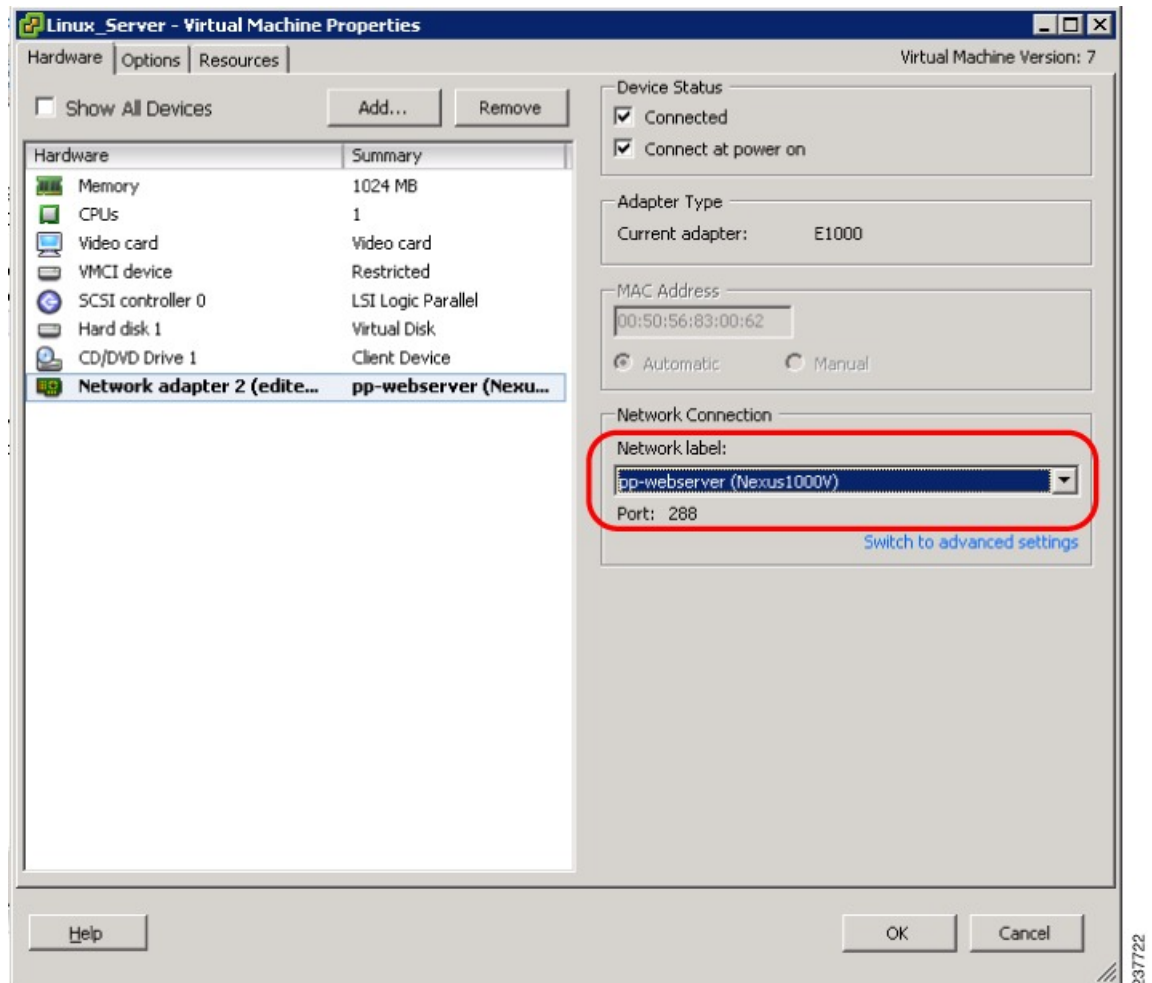 Linux_Server - Virtual Machine Properties
Hardware Options Resources
Virtual Machine Version: 7
Show All Devices
Add...
Remove
Hardware Summary
Memory 1024 MB
CPUs 1
Video card Video card
VMCI device Restricted
SCSI controller 0 LSI Logic Parallel
Hard disk 1 Virtual Disk
CD/DVD Drive 1 Client Device
Network adapter 2 (edite... pp-webserver (Nexu...
Device Status
Connected
Connect at power on
Adapter Type
Current adapter: E1000
MAC Address
00:50:56:83:00:62
Automatic Manual
Network Connection
Network label:
pp-webserver (Nexus1000V)
Port: 288
Switch to advanced settings
Help
OK
Cancel
237722